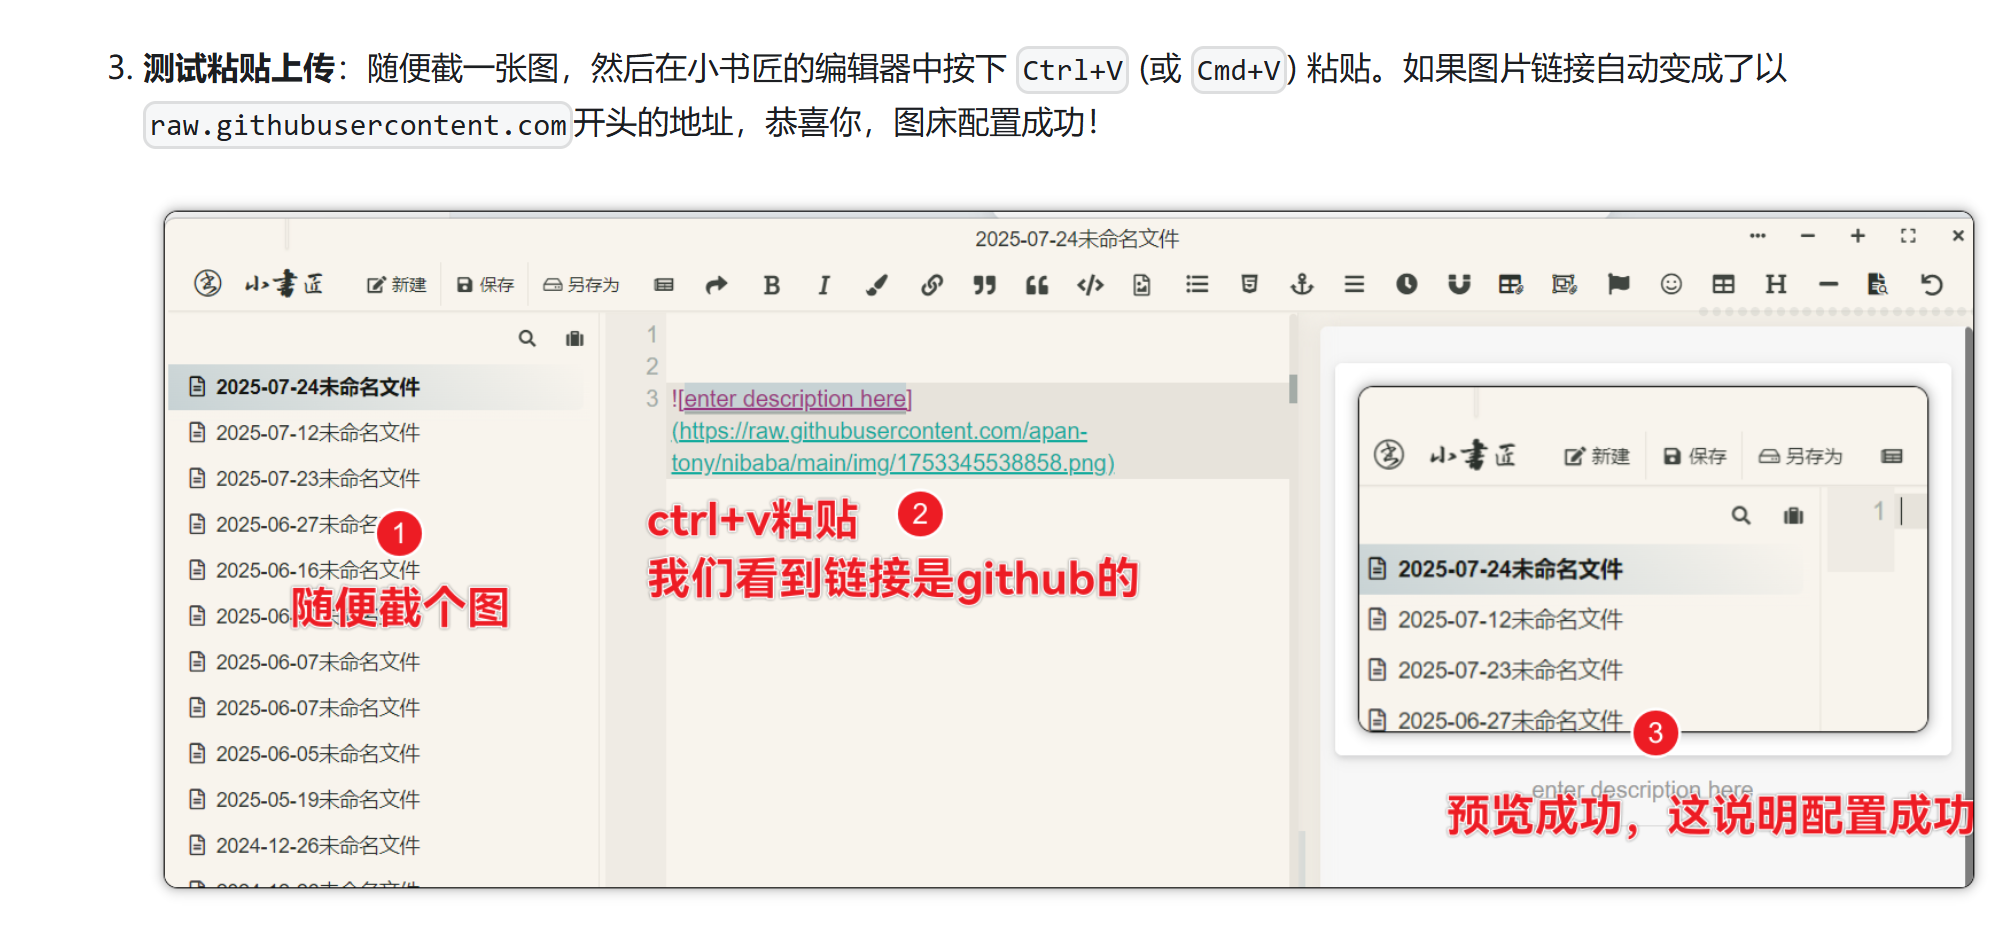 3. 测试粘贴上传：随便截一张图，然后在小书匠的编辑器中按下 Ctrl+V (或 Cmd+V) 粘贴。如果图片链接自动变成了以
raw.githubusercontent.com开头的地址，恭喜你，图床配置成功！
2025-07-24未命名文件
小书匠 新建 保存 另存为
2025-07-24未命名文件
2025-07-12未命名文件
2025-07-23未命名文件
2025-06-27未命名
1
2025-06-16未命名文件
2025-06
随便截个图
2025-06-07未命名文件
2025-06-07未命名文件
2025-06-05未命名文件
2025-05-19未命名文件
2024-12-26未命名文件
1
2
3 ![enter description here]
(https://raw.githubusercontent.com/apan-
tony/nibaba/main/img/1753345538858.png)
ctrl+v粘贴 2
我们看到链接是github的
小书匠 新建 保存 另存为
1
2025-07-24未命名文件
2025-07-12未命名文件
2025-07-23未命名文件
2025-06-27未命名文件
3
enter description here
预览成功，这说明配置成功